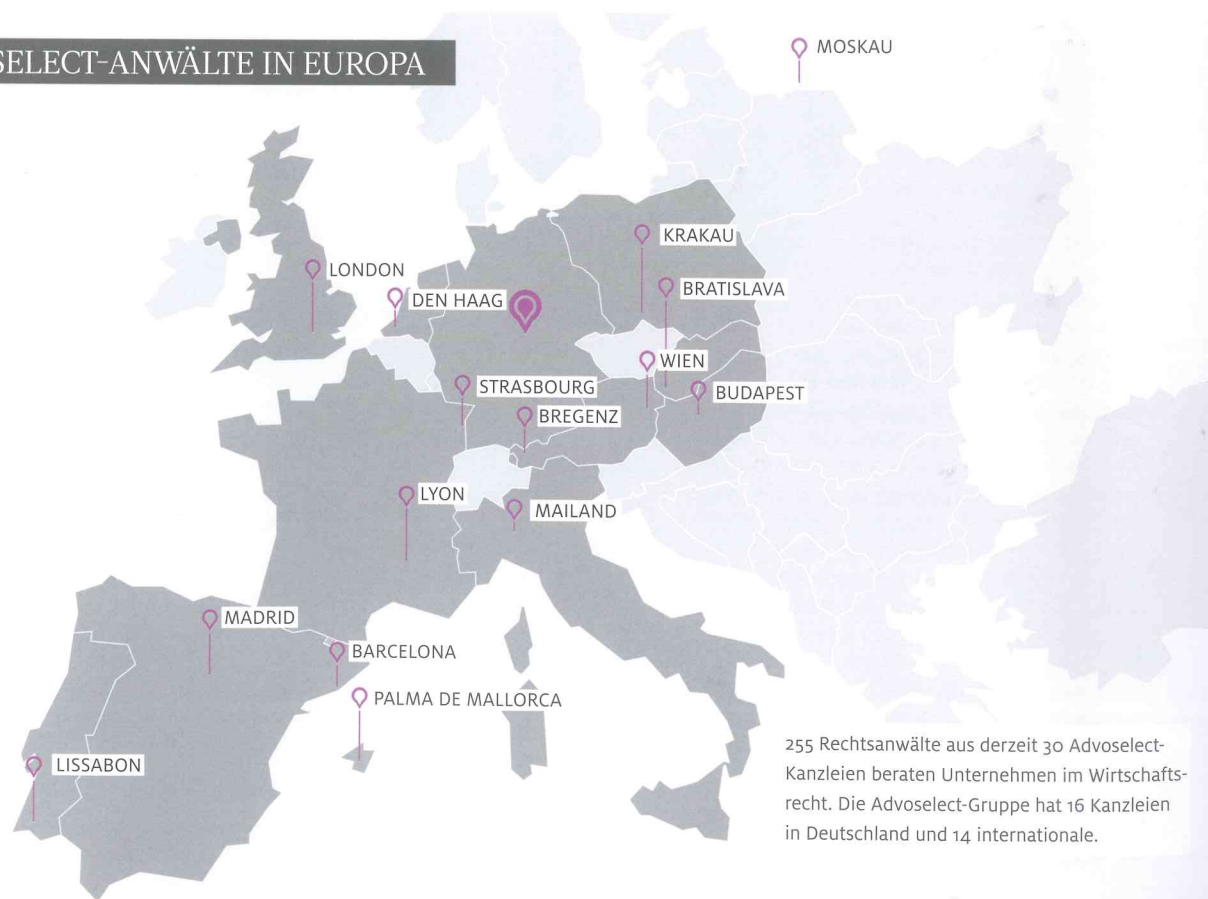 SELECT-ANWÄLTE IN EUROPA
MOSKAU
KRAKAU
LONDON
BRATISLAVA
DEN HAAG
WIEN
STRASBOURG
BUDAPEST
BREGENZ
LYON
MAILAND
MADRID
BARCELONA
PALMA DE MALLORCA
LISSABON
255 Rechtsanwälte aus derzeit 30 Advoselect-
Kanzleien beraten Unternehmen im Wirtschafts-
recht. Die Advoselect-Gruppe hat 16 Kanzleien
in Deutschland und 14 internationale.